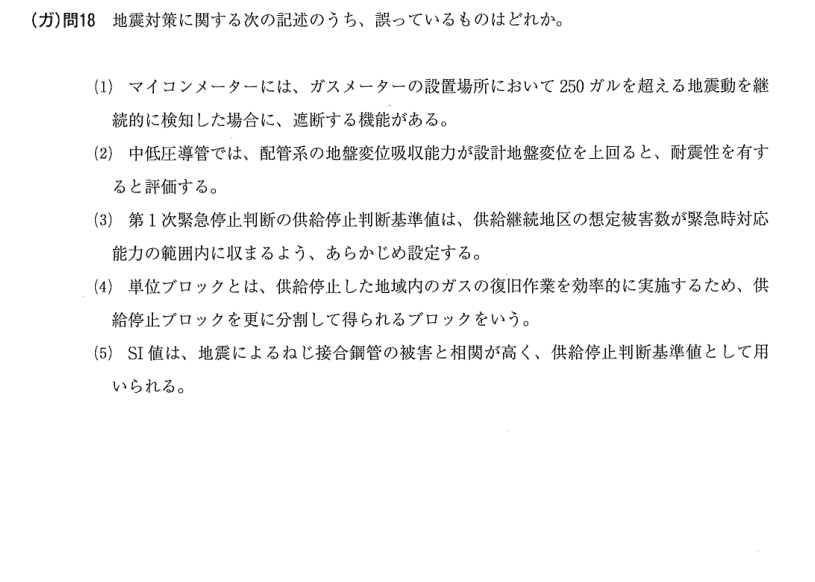 (ガ)問18 地震対策に関する次の記述のうち、誤っているものはどれか。
(1) マイコンメーターには、ガスメーターの設置場所において250ガルを超える地震動を継
続的に検知した場合に、遮断する機能がある。
(2) 中低圧導管では、配管系の地盤変位吸収能力が設計地盤変位を上回ると、耐震性を有す
ると評価する。
(3) 第1次緊急停止判断の供給停止判断基準値は、供給継続地区の想定被害数が緊急時対応
能力の範囲内に収まるよう、あらかじめ設定する。
(4) 単位ブロックとは、供給停止した地域内のガスの復旧作業を効率的に実施するため、供
給停止ブロックを更に分割して得られるブロックをいう。
(5) SI値は、地震によるねじ接合鋼管の被害と相関が高く、供給停止判断基準値として用
いられる。